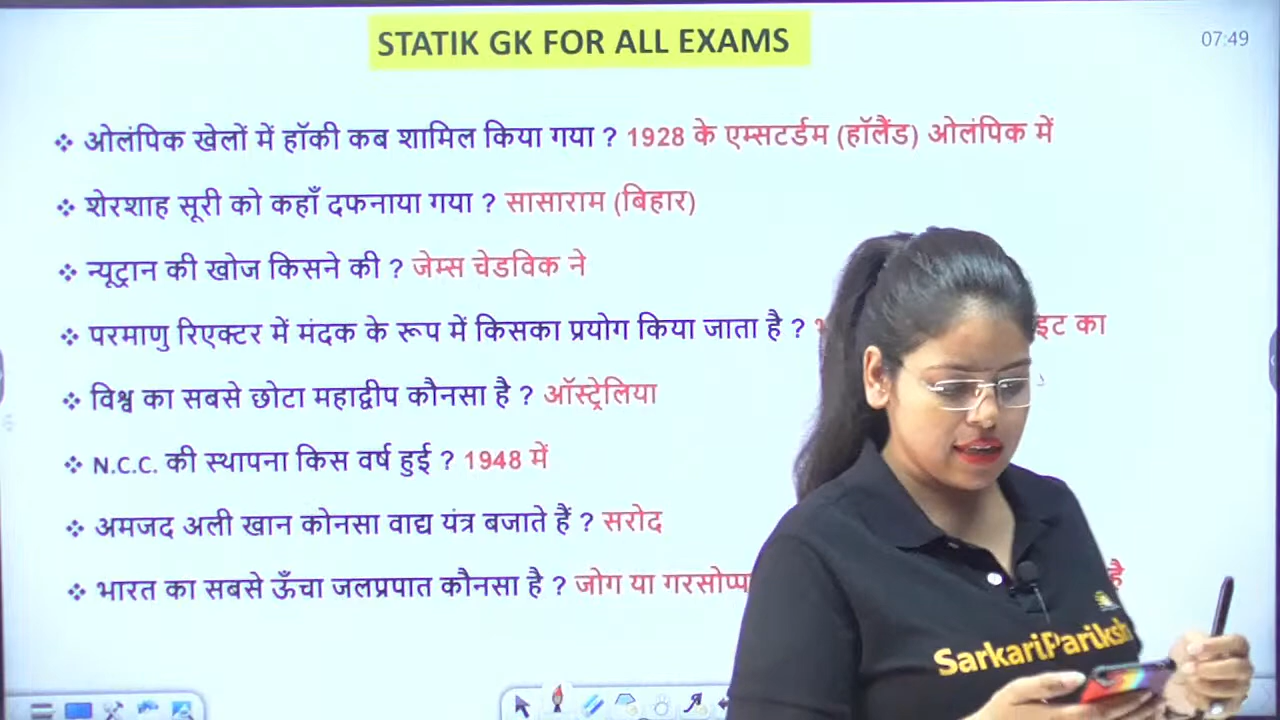 STATIK GK FOR ALL EXAMS
07:49
❖ ओलंपिक खेलों में हॉकी कब शामिल किया गया ? 1928 के एम्सटर्डम (हॉलैंड) ओलंपिक में
❖ शेरशाह सूरी को कहाँ दफनाया गया ? सासाराम (बिहार)
❖ न्यूट्रान की खोज किसने की ? जेम्स चेडविक ने
❖ परमाणु रिएक्टर में मंदक के रूप में किसका प्रयोग किया जाता है ? इट का
❖ विश्व का सबसे छोटा महाद्वीप कौनसा है ? ऑस्ट्रेलिया
❖ N.C.C. की स्थापना किस वर्ष हुई ? 1948 में
❖ अमजद अली खान कोनसा वाद्य यंत्र बजाते हैं ? सरोद
❖ भारत का सबसे ऊँचा जलप्रपात कौनसा है ? जोग या गरसोप्पा है
SarkariPariksh